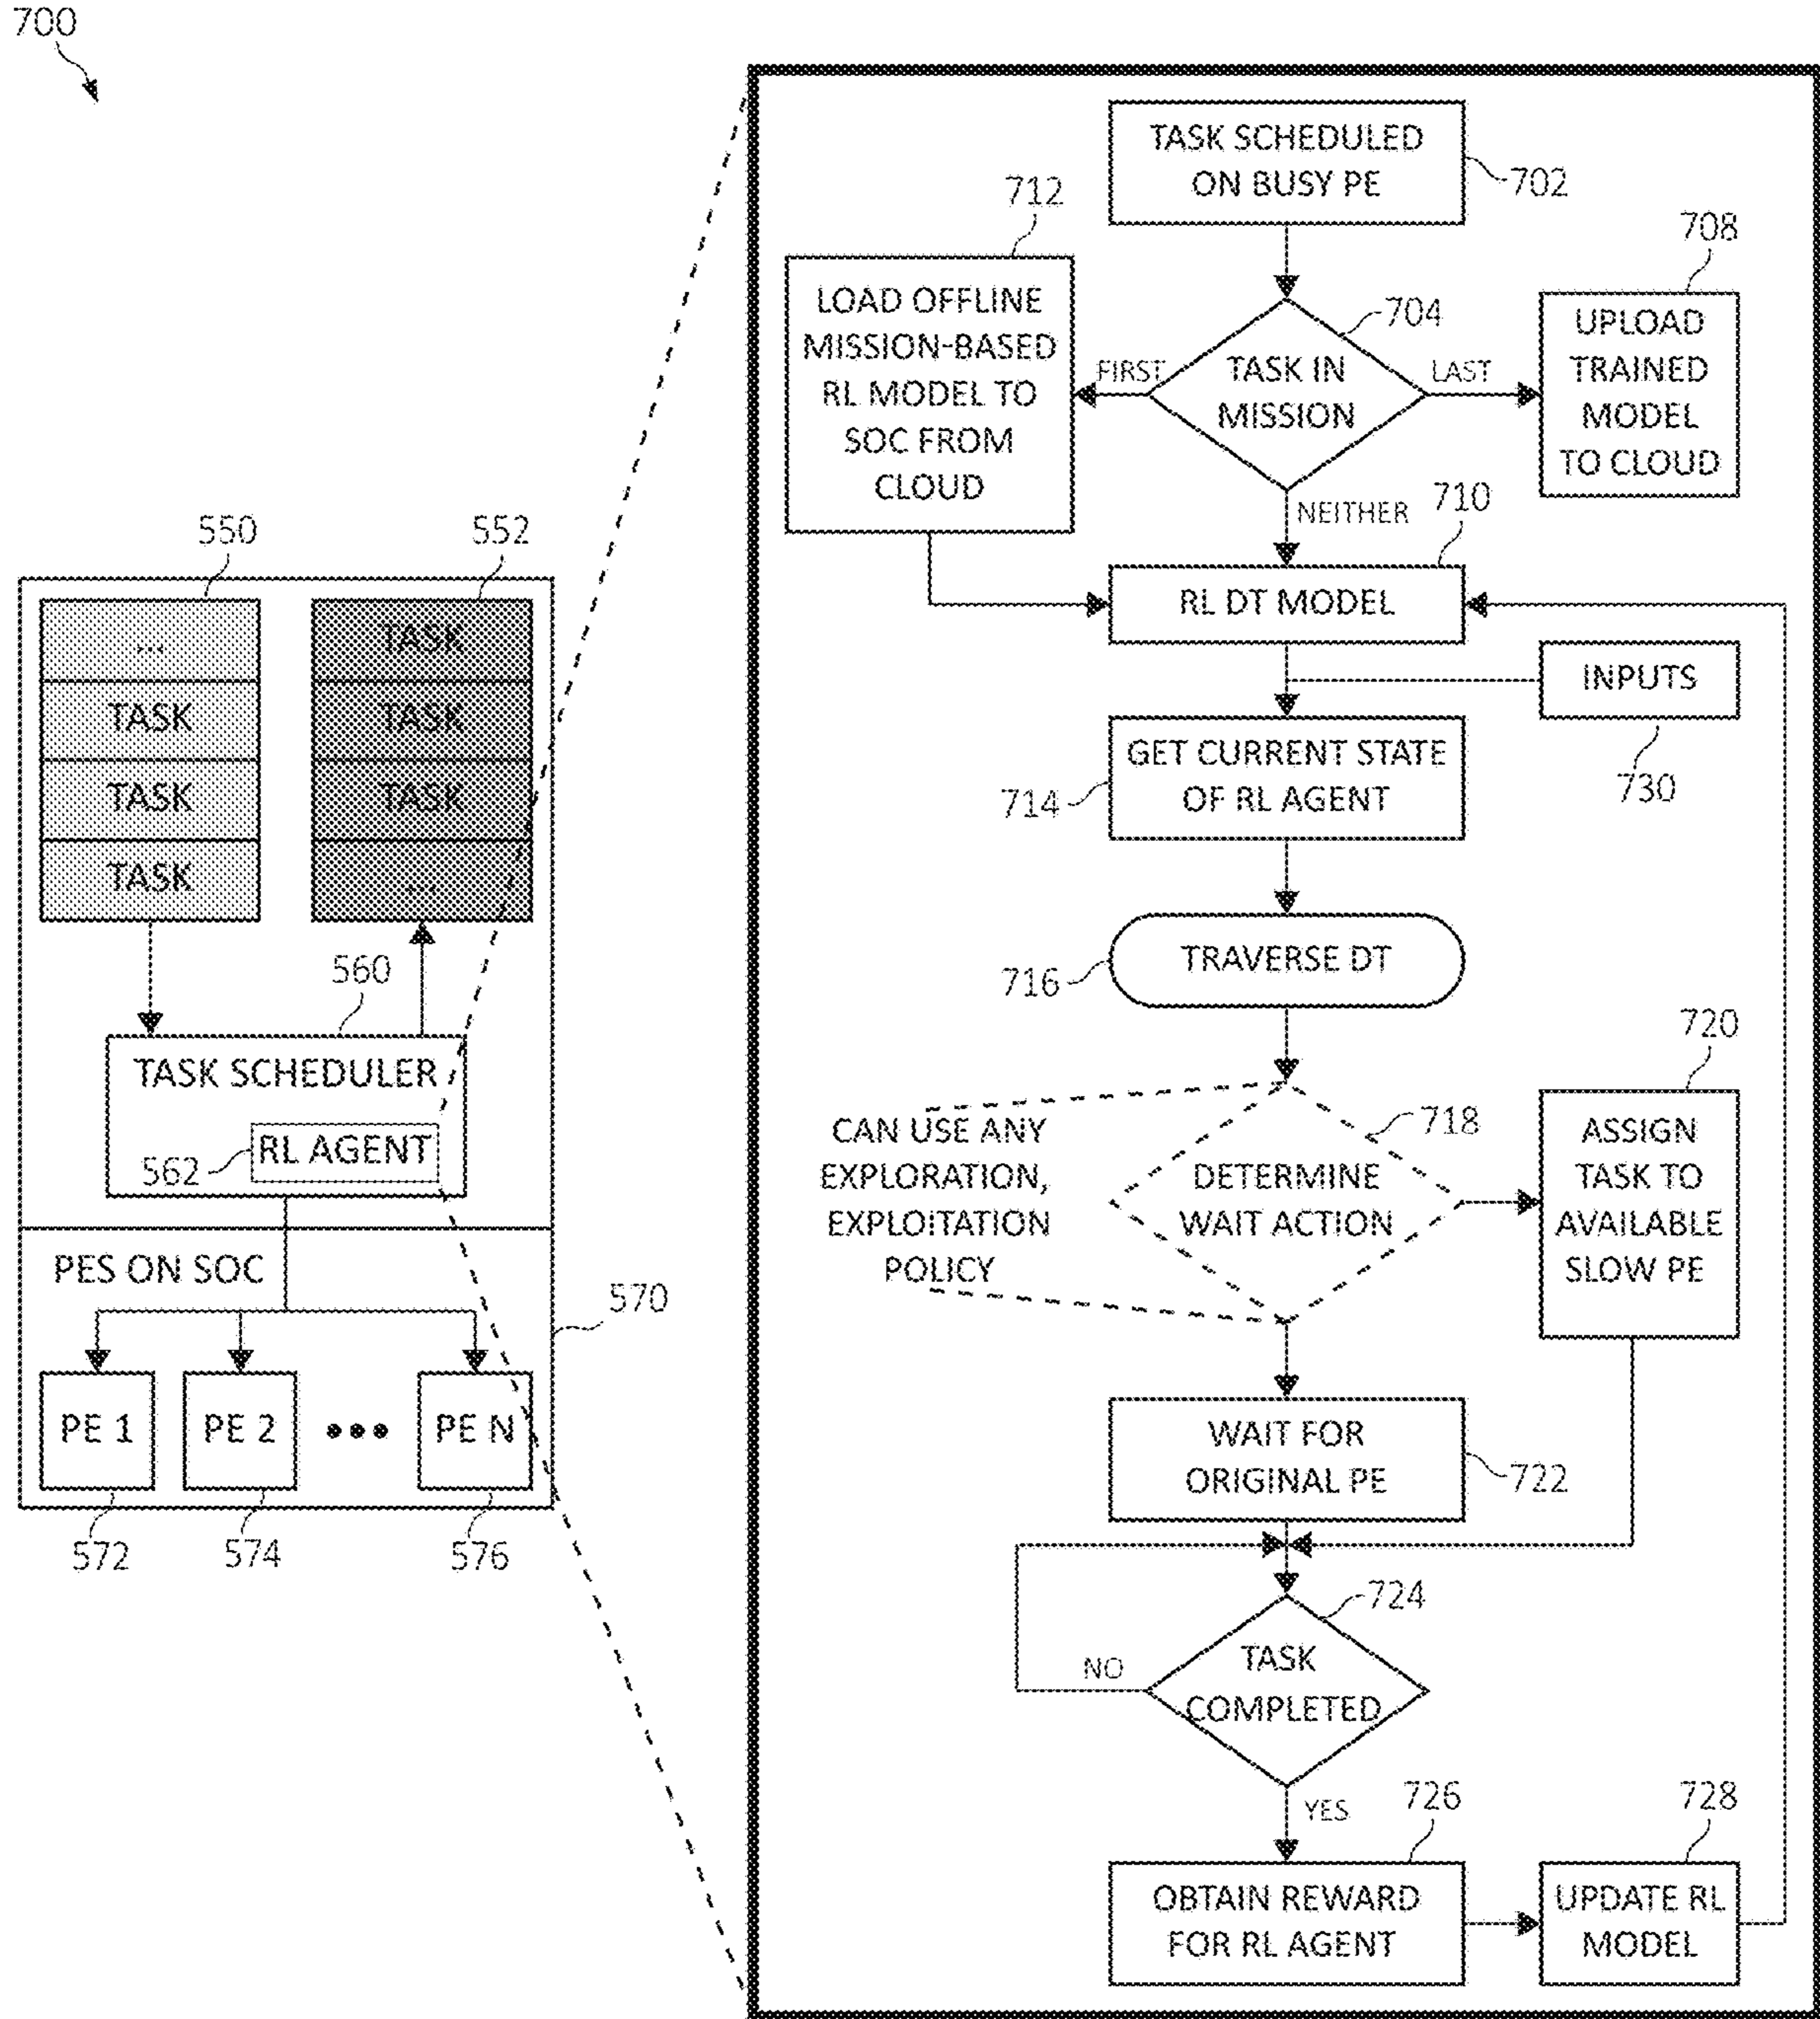 700
550
552
...
TASK
TASK
TASK
TASK
TASK
TASK
...
560
TASK SCHEDULER
RL AGENT
562
PES ON SOC
570
PE 1
PE 2
•••
PE N
572
574
576
TASK SCHEDULED
ON BUSY PE
702
712
LOAD OFFLINE
MISSION-BASED
RL MODEL TO
SOC FROM
CLOUD
704
TASK IN
MISSION
FIRST
LAST
NEITHER
708
UPLOAD
TRAINED
MODEL
TO CLOUD
710
RL DT MODEL
INPUTS
730
GET CURRENT STATE
OF RL AGENT
714
TRAVERSE DT
716
CAN USE ANY
EXPLORATION,
EXPLOITATION
POLICY
718
DETERMINE
WAIT ACTION
720
ASSIGN
TASK TO
AVAILABLE
SLOW PE
WAIT FOR
ORIGINAL PE
722
724
TASK
COMPLETED
NO
YES
726
OBTAIN REWARD
FOR RL AGENT
728
UPDATE RL
MODEL